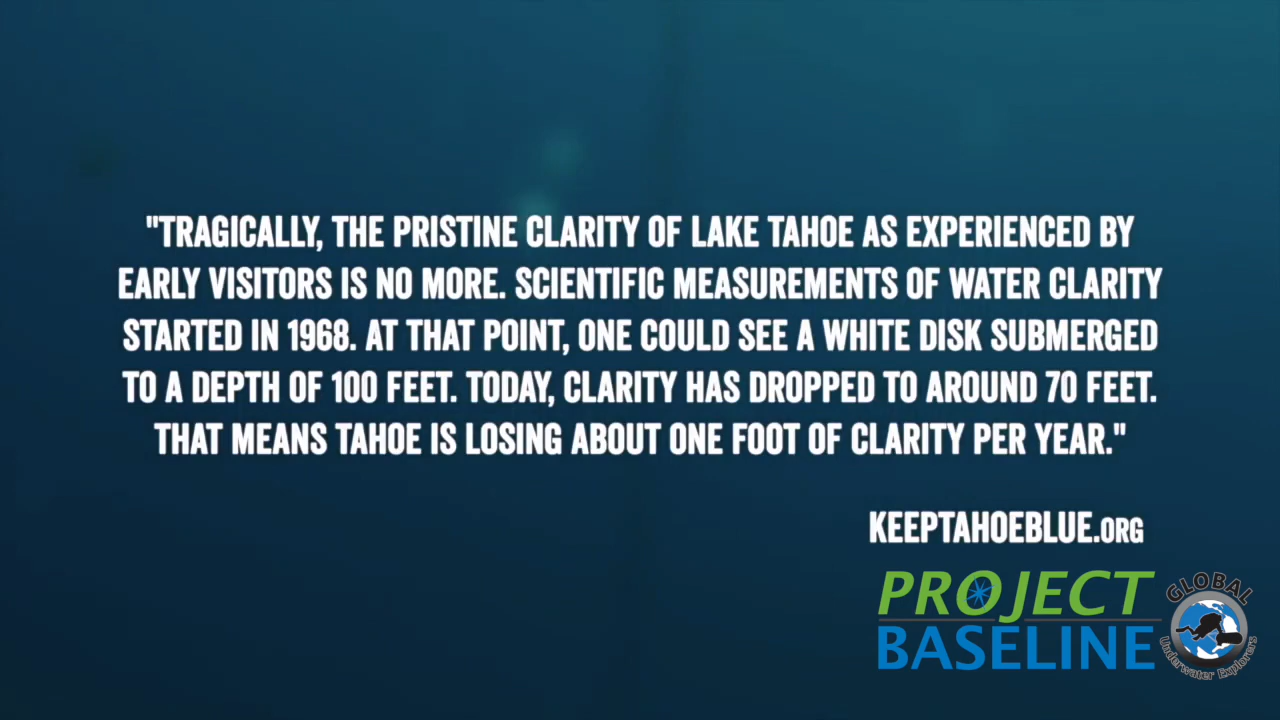 "TRAGICALLY, THE PRISTINE CLARITY OF LAKE TAHOE AS EXPERIENCED BY
EARLY VISITORS IS NO MORE. SCIENTIFIC MEASUREMENTS OF WATER CLARITY
STARTED IN 1968. AT THAT POINT, ONE COULD SEE A WHITE DISK SUBMERGED
TO A DEPTH OF 100 FEET. TODAY, CLARITY HAS DROPPED TO AROUND 70 FEET.
THAT MEANS TAHOE IS LOSING ABOUT ONE FOOT OF CLARITY PER YEAR."
KEEPTAHOEBLUE.ORG
PROJECT
BASELINE
GLOBAL
Underwater Explorers